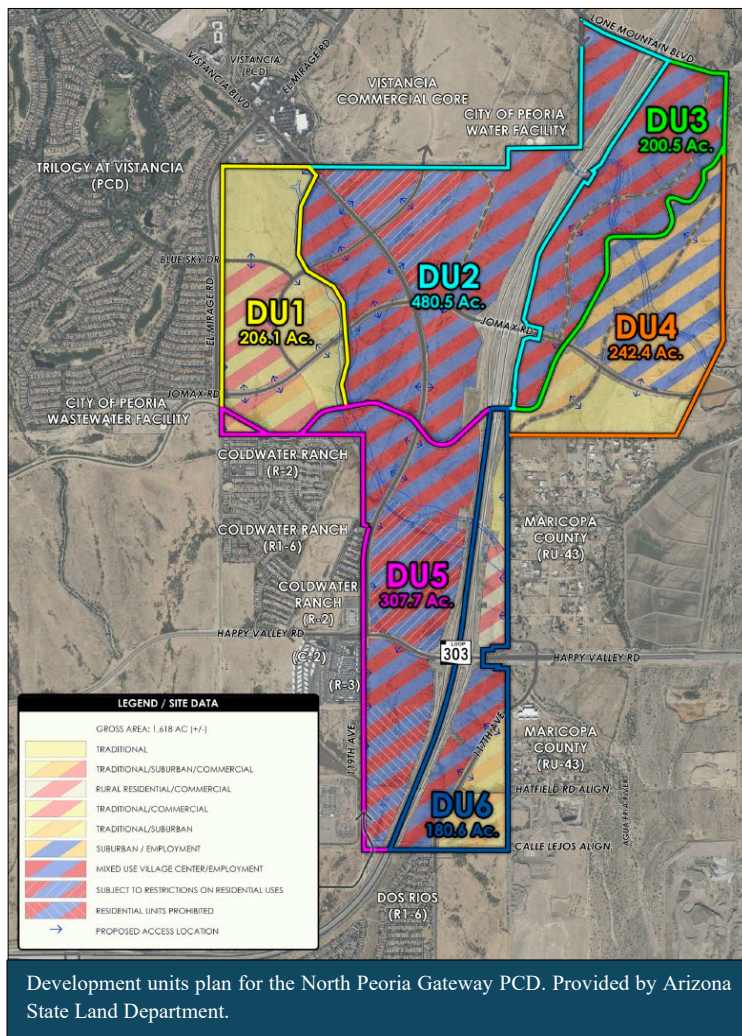 LONE MOUNTAIN BLVD
VISTANCIA BLVD
VISTANCIA
(PCD)
EL MIRAGE RD
VISTANCIA
COMMERCIAL CORE
CITY OF PEORIA
WATER FACILITY
DU3
200.5 Ac.
TRILOGY AT VISTANCIA
(PCD)
BLUE SKY DR
EL MIRAGE RD
DU1
206.1 Ac.
DU2
480.5 Ac.
JOMAX RD
DU4
242.4 Ac.
JOMAX RD
CITY OF PEORIA
WASTEWATER FACILITY
COLDWATER RANCH
(R-2)
COLDWATER RANCH
(R1-6)
MARICOPA
COUNTY
(RU-43)
COLDWATER
RANCH
(R-2)
DU5
307.7 Ac.
HAPPY VALLEY RD
(C-2)
LOOP
303
HAPPY VALLEY RD
(R-3)
119TH AVE.
117TH AVE.
MARICOPA
COUNTY
(RU-43)
HATFIELD RD ALIGN.
AGUA FRIA RIVER
DU6
180.6 Ac.
CALLE LEJOS ALIGN.
DOS RIOS
(R1-6)
LEGEND / SITE DATA
GROSS AREA: 1,618 AC (+/-)
TRADITIONAL
TRADITIONAL/SUBURBAN/COMMERCIAL
RURAL RESIDENTIAL/COMMERCIAL
TRADITIONAL/COMMERCIAL
TRADITIONAL/SUBURBAN
SUBURBAN / EMPLOYMENT
MIXED USE VILLAGE CENTER/EMPLOYMENT
SUBJECT TO RESTRICTIONS ON RESIDENTIAL USES
RESIDENTIAL UNITS PROHIBITED
PROPOSED ACCESS LOCATION
Development units plan for the North Peoria Gateway PCD. Provided by Arizona
State Land Department.